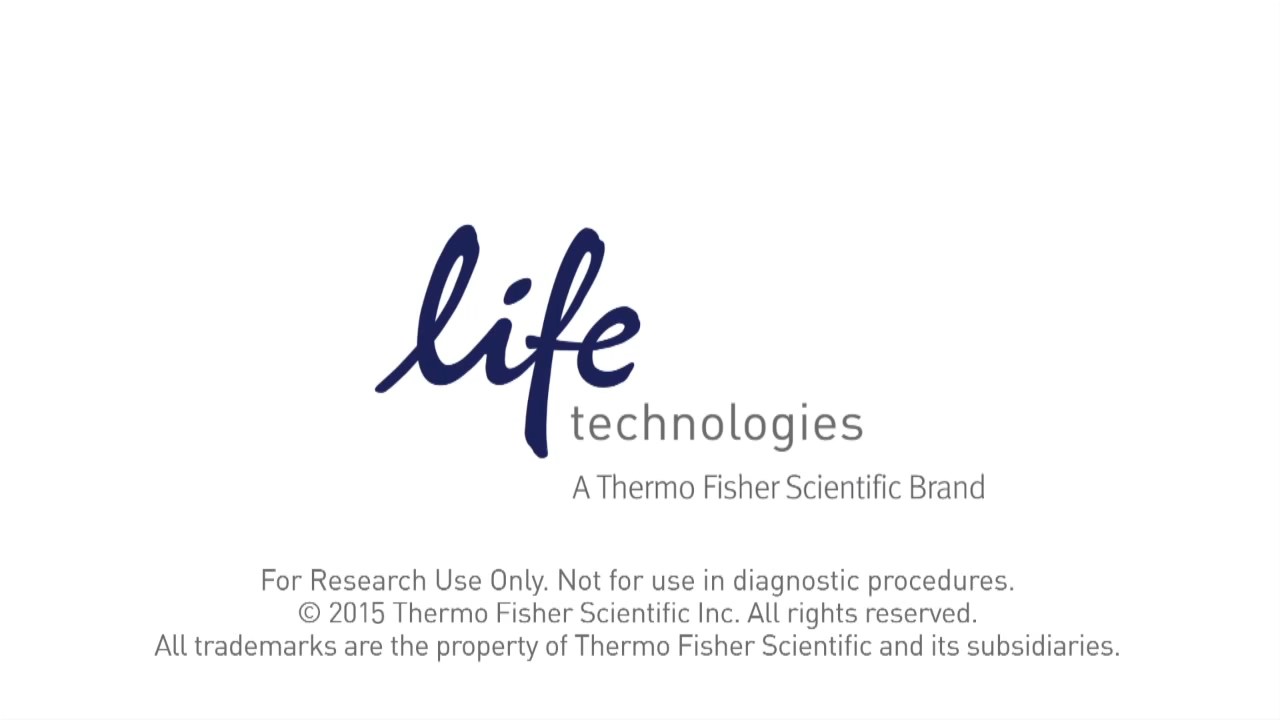 life
technologies
A Thermo Fisher Scientific Brand
For Research Use Only. Not for use in diagnostic procedures.
© 2015 Thermo Fisher Scientific Inc. All rights reserved.
All trademarks are the property of Thermo Fisher Scientific and its subsidiaries.